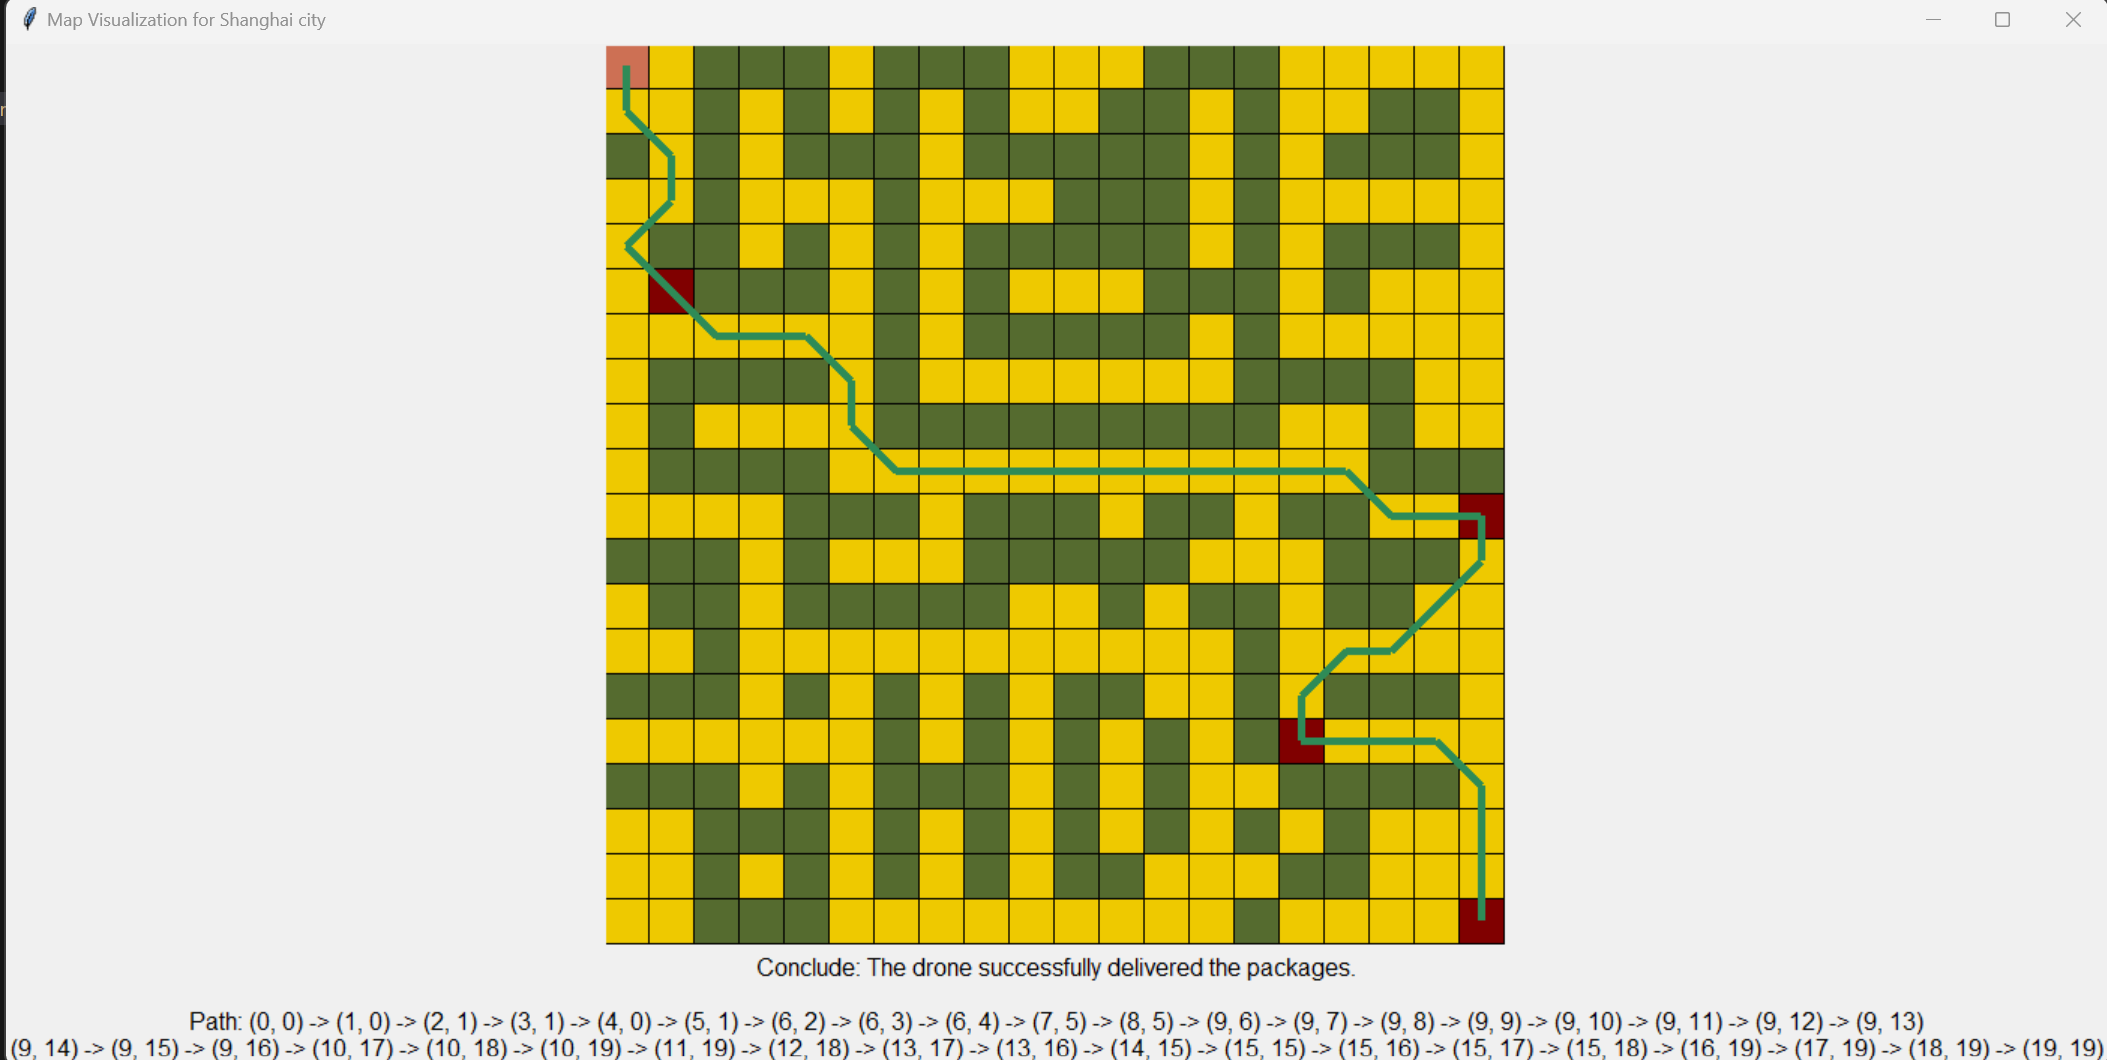 Map Visualization for Shanghai city
Conclude: The drone successfully delivered the packages.
Path: (0, 0) -> (1, 0) -> (2, 1) -> (3, 1) -> (4, 0) -> (5, 1) -> (6, 2) -> (6, 3) -> (6, 4) -> (7, 5) -> (8, 5) -> (9, 6) -> (9, 7) -> (9, 8) -> (9, 9) -> (9, 10) -> (9, 11) -> (9, 12) -> (9, 13)
(9, 14) -> (9, 15) -> (9, 16) -> (10, 17) -> (10, 18) -> (10, 19) -> (11, 19) -> (12, 18) -> (13, 17) -> (13, 16) -> (14, 15) -> (15, 15) -> (15, 16) -> (15, 17) -> (15, 18) -> (16, 19) -> (17, 19) -> (18, 19) -> (19, 19)